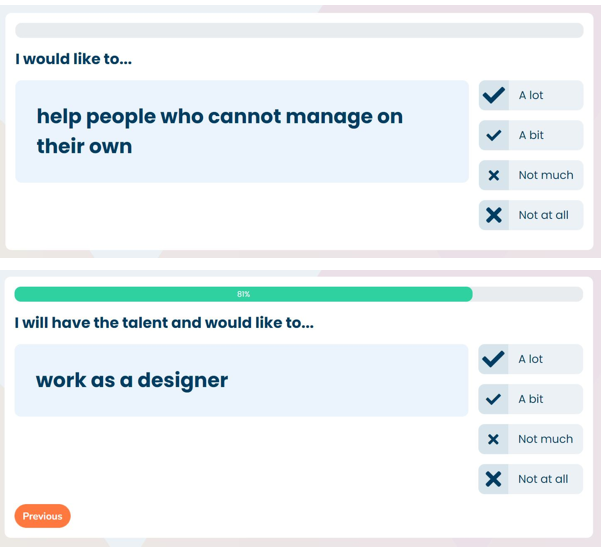 I would like to...
help people who cannot manage on
their own
A lot
A bit
Not much
Not at all
81%
I will have the talent and would like to...
work as a designer
A lot
A bit
Not much
Not at all
Previous